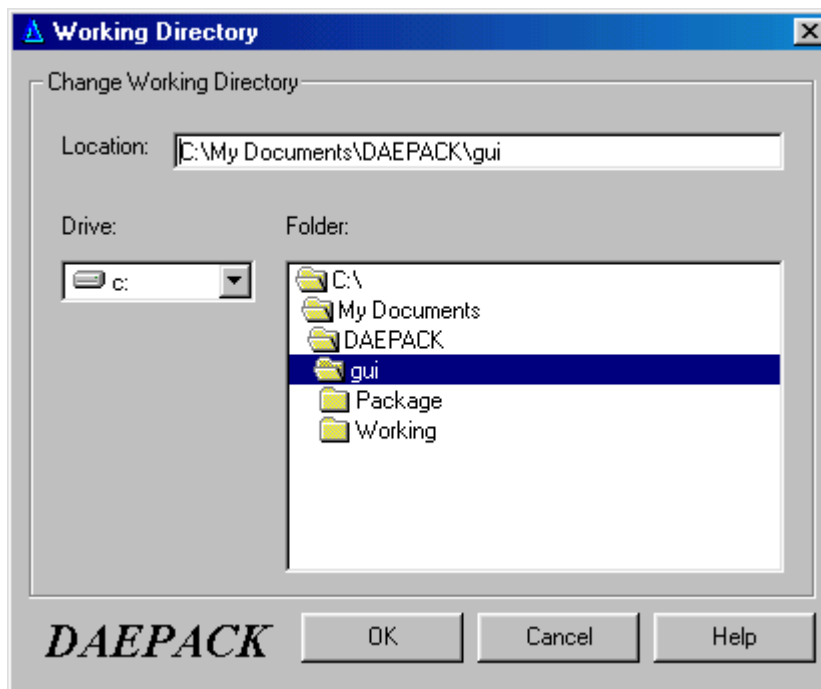 Working Directory
Change Working Directory
Location: C:\My Documents\DAEPACK\gui
Drive: Folder:
c:
C:\
My Documents
DAEPACK
gui
Package
Working
DAEPACK OK Cancel Help